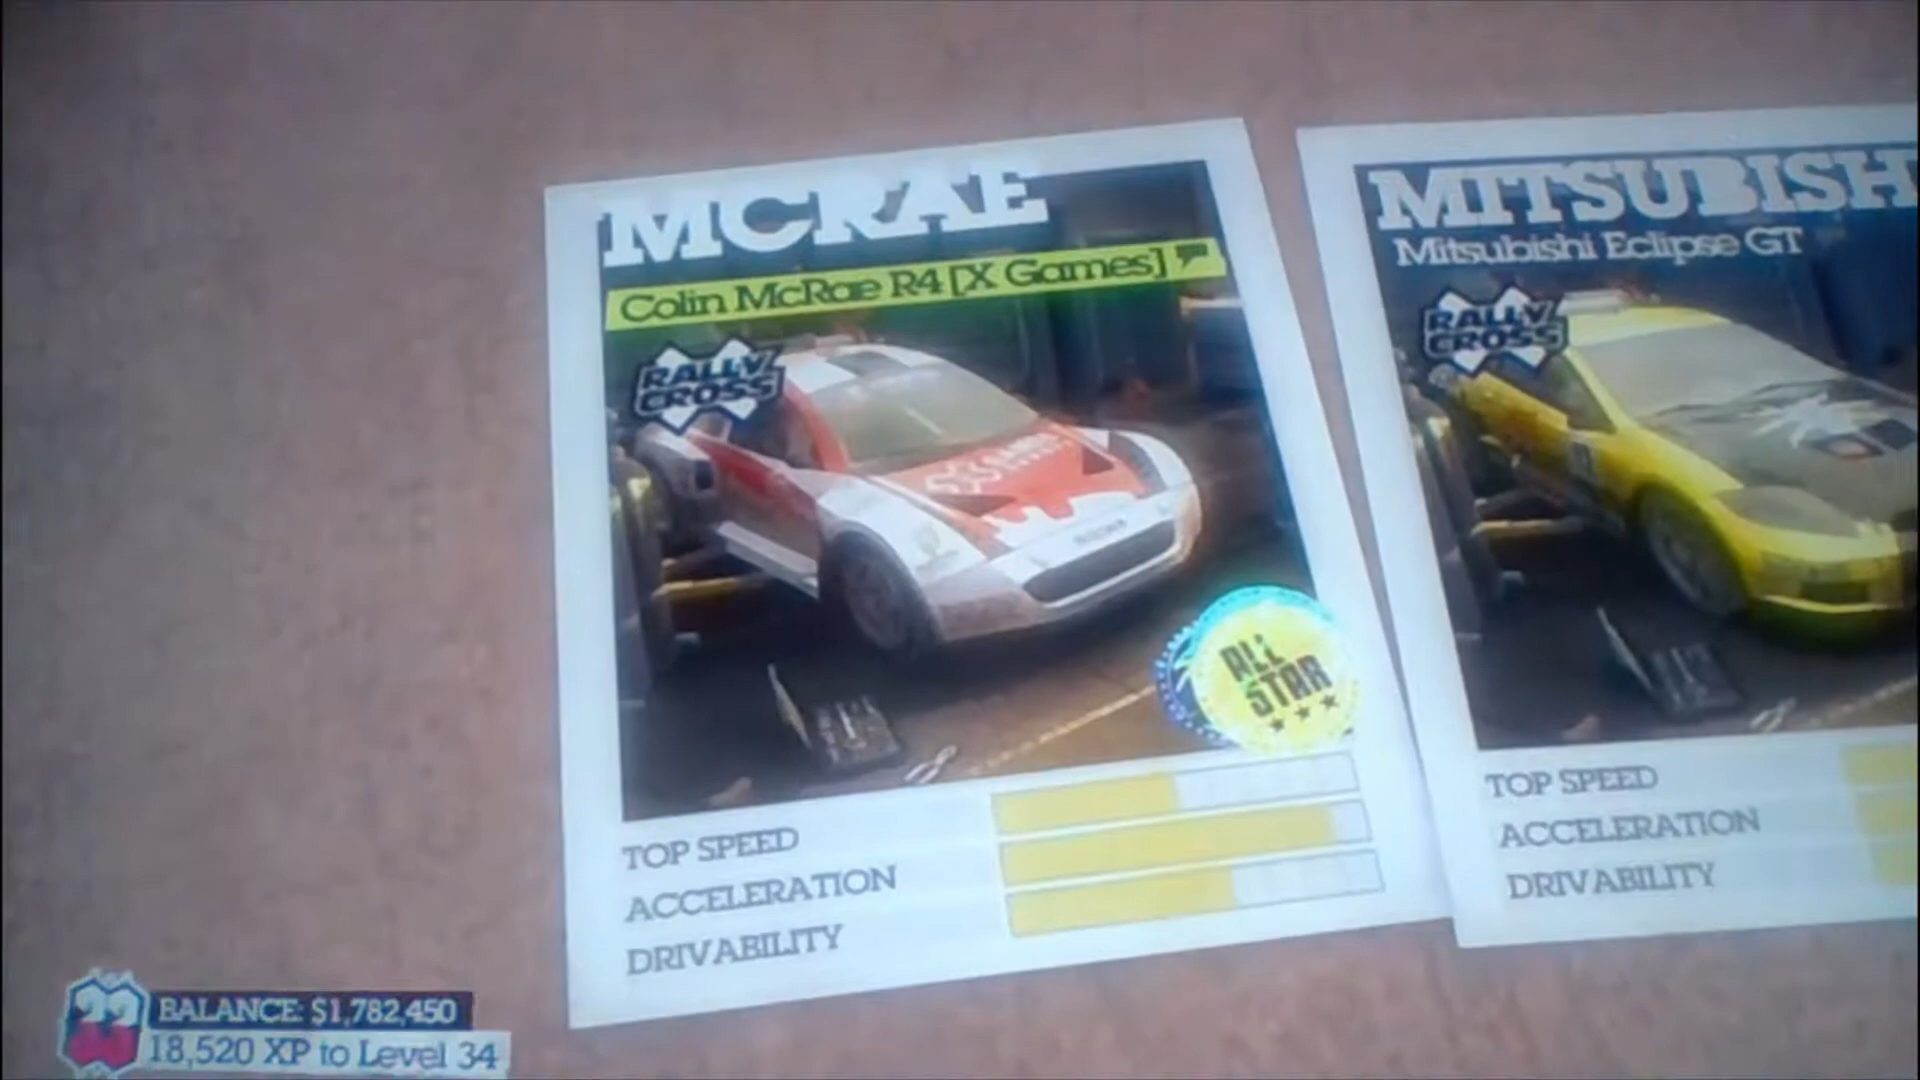 MCRAE
Colin McRae R4 [X Games]
RALLY
CROSS
ALL
STAR
TOP SPEED
ACCELERATION
DRIVABILITY
MITSUBISH
Mitsubishi Eclipse GT
RALLY
CROSS
TOP SPEED
ACCELERATION
DRIVABILITY
33
BALANCE: $1,782,450
18,520 XP to Level 34